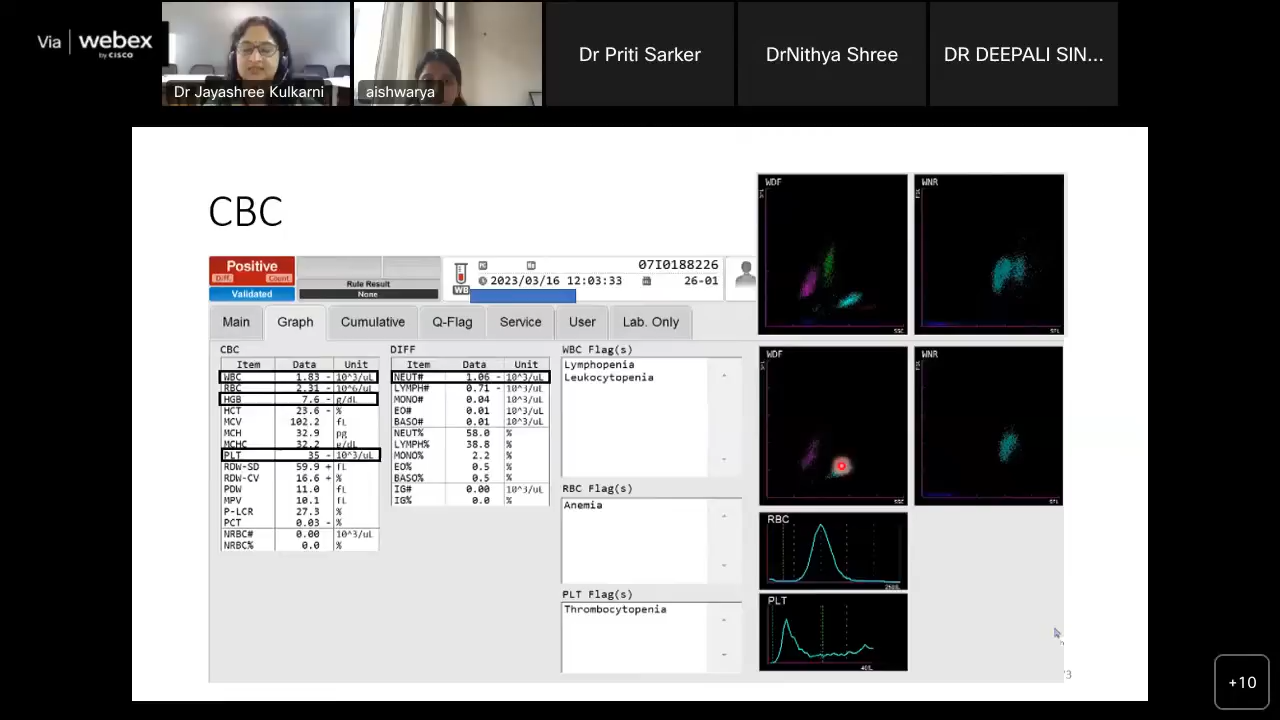 Via webex
by CISCO
Dr Jayashree Kulkarni
aishwarya
Dr Priti Sarker
DrNithya Shree
DR DEEPALI SIN...
CBC
Positive
DIFF Client
Validated
Rule Result
None
WB
07I0188226
2023/03/16 12:03:33 26-01
Main Graph Cumulative Q-Flag Service User Lab. Only
CBC
Item Data Unit
WBC 1.83 - 10^3/uL
RBC 2.31 - 10^6/uL
HGB 7.6 - g/dL
HCT 23.6 - %
MCV 102.2 fL
MCH 32.9 pg
MCHC 32.2 g/dL
PLT 35 - 10^3/uL
RDW-SD 59.9 + fL
RDW-CV 16.6 + %
PDW 11.0 fL
MPV 10.1 fL
P-LCR 27.3 %
PCT 0.03 - %
NRBC# 0.00 10^3/uL
NRBC% 0.0 %
DIFF
Item Data Unit
NEUT# 1.06 - 10^3/uL
LYMPH# 0.71 - 10^3/uL
MONO# 0.04 10^3/uL
EO# 0.01 10^3/uL
BASO# 0.01 10^3/uL
NEUT% 58.0 %
LYMPH% 38.8 %
MONO% 2.2 %
EO% 0.5 %
BASO% 0.5 %
IG# 0.00 10^3/uL
IG% 0.0 %
WBC Flag(s)
Lymphopenia
Leukocytopenia
RBC Flag(s)
Anemia
PLT Flag(s)
Thrombocytopenia
WDF
SSC
WNR
WDF
SSC
WNR
RBC
PLT
+10